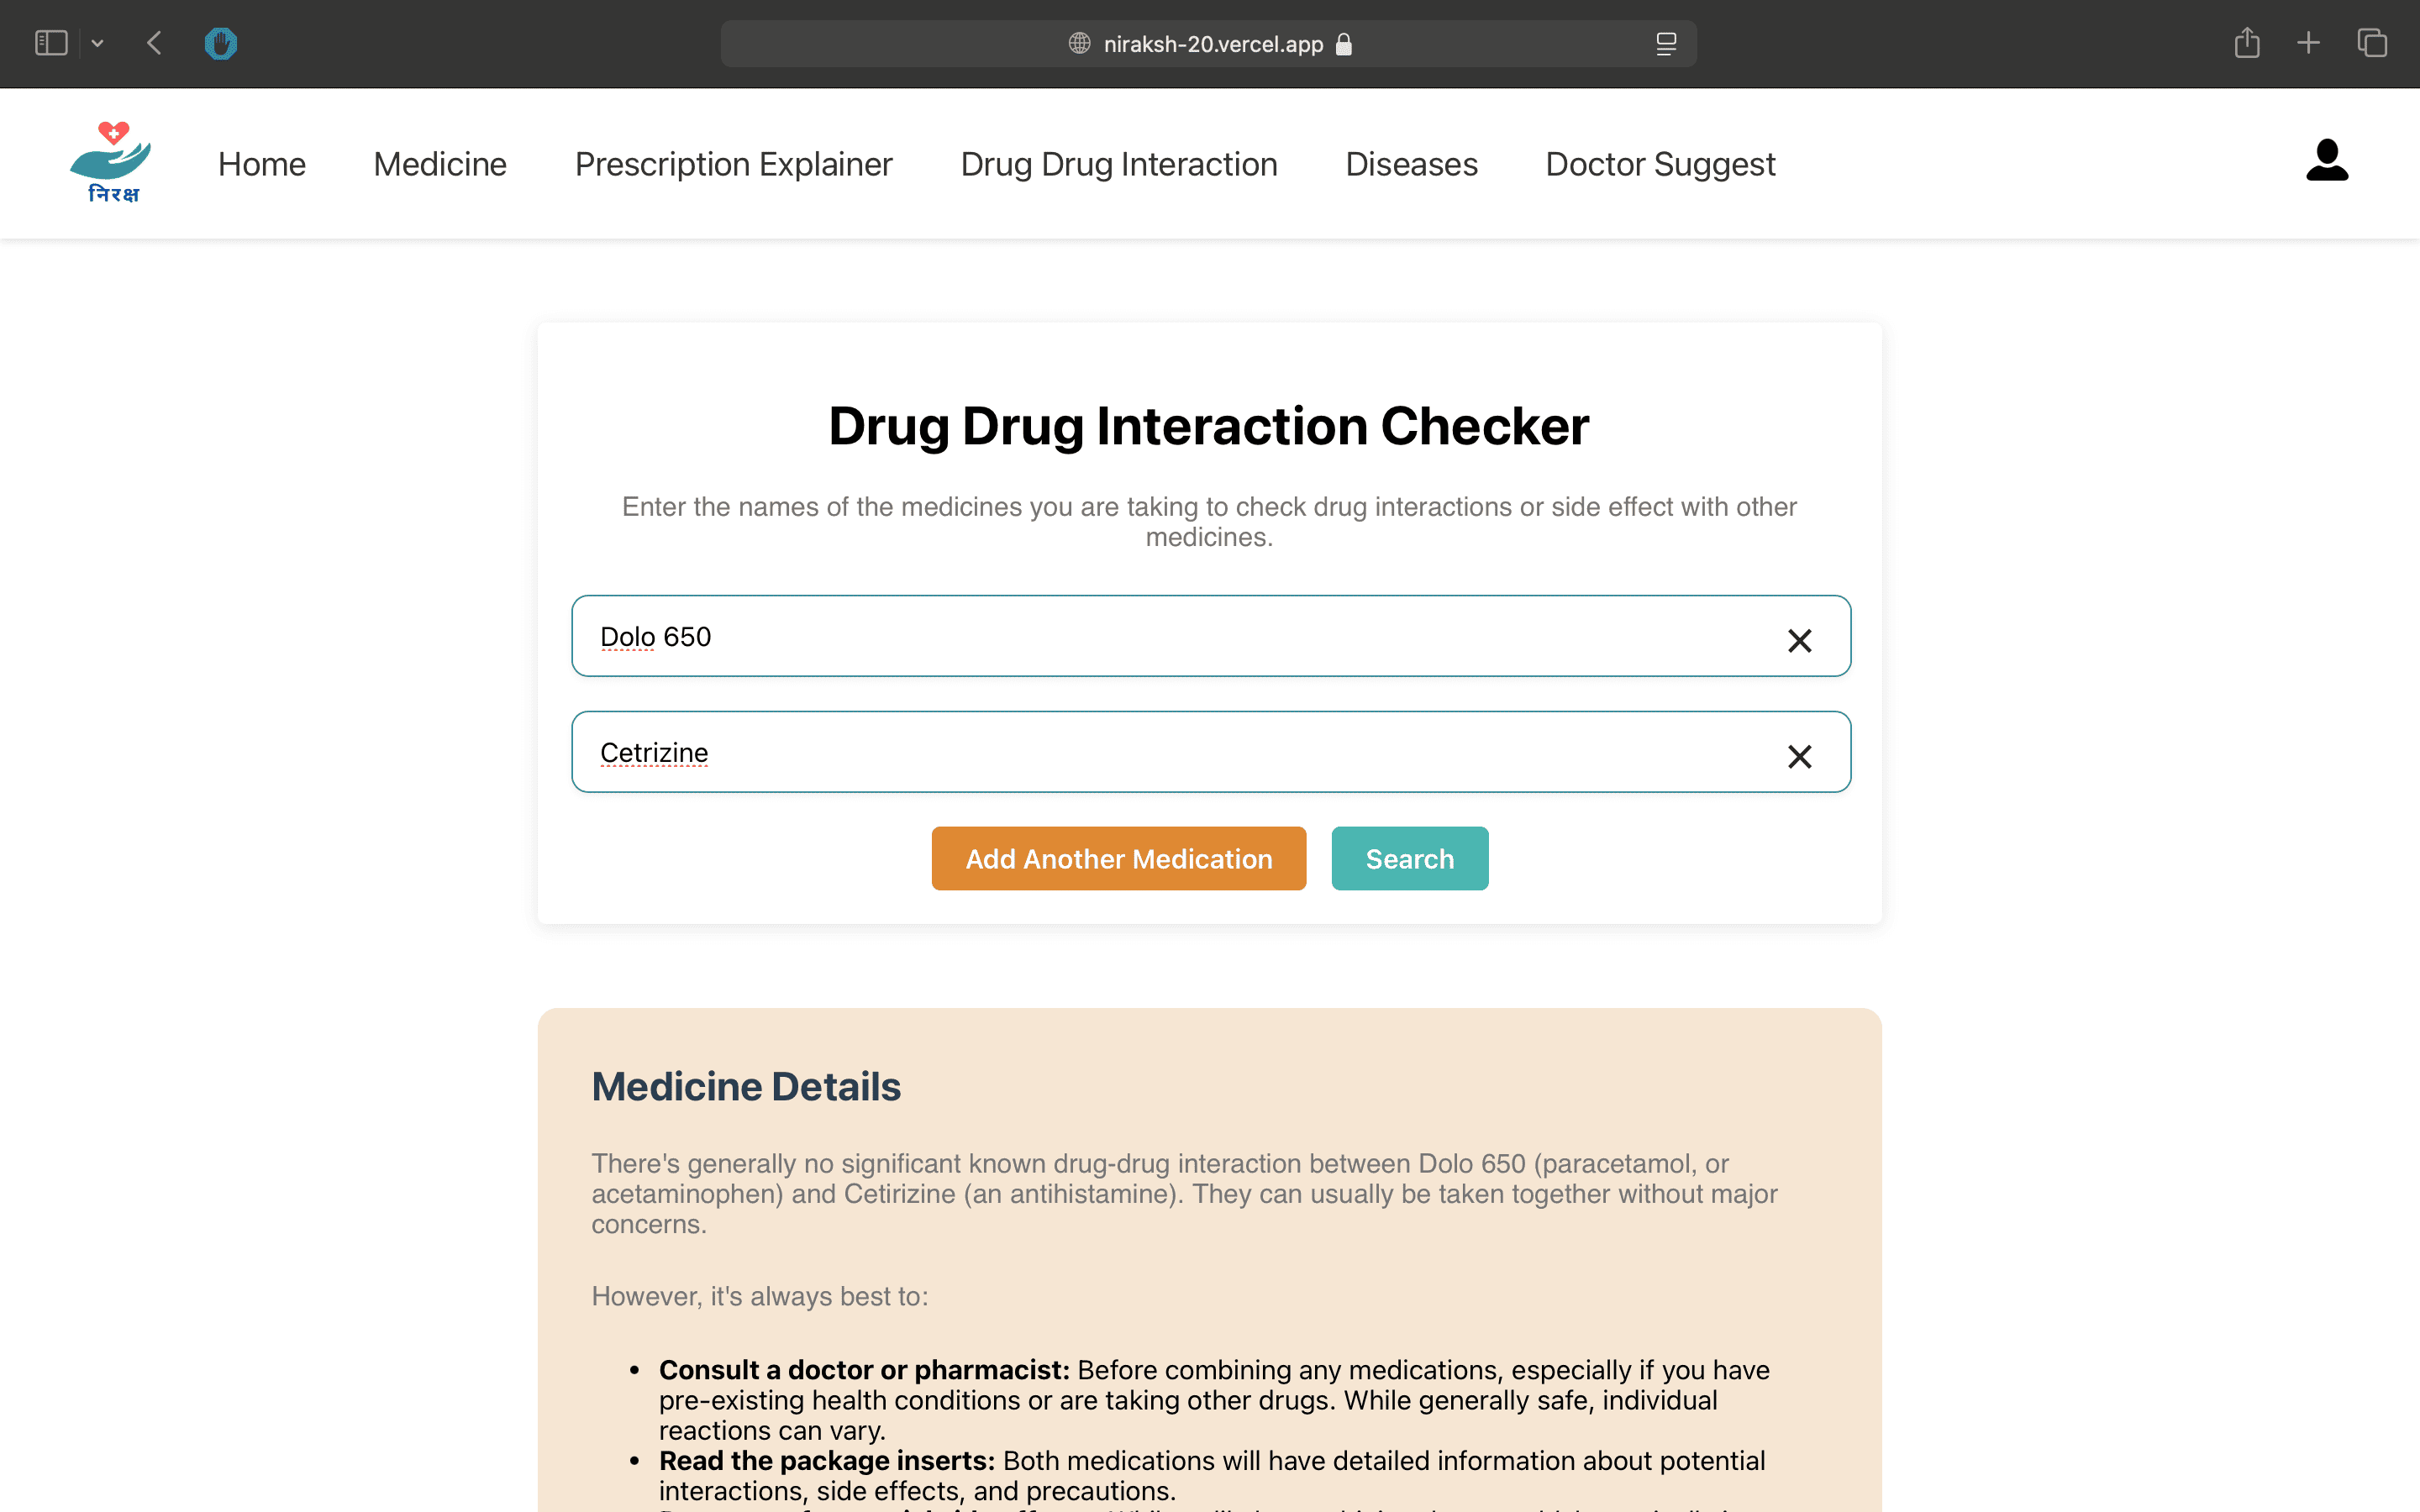 niraksh-20.vercel.app
निरक्ष
Home Medicine Prescription Explainer Drug Drug Interaction Diseases Doctor Suggest
Drug Drug Interaction Checker
Enter the names of the medicines you are taking to check drug interactions or side effect with other
medicines.
Dolo 650
Cetrizine
Add Another Medication Search
Medicine Details
There's generally no significant known drug-drug interaction between Dolo 650 (paracetamol, or
acetaminophen) and Cetirizine (an antihistamine). They can usually be taken together without major
concerns.
However, it's always best to:
• Consult a doctor or pharmacist: Before combining any medications, especially if you have
pre-existing health conditions or are taking other drugs. While generally safe, individual
reactions can vary.
• Read the package inserts: Both medications will have detailed information about potential
interactions, side effects, and precautions.